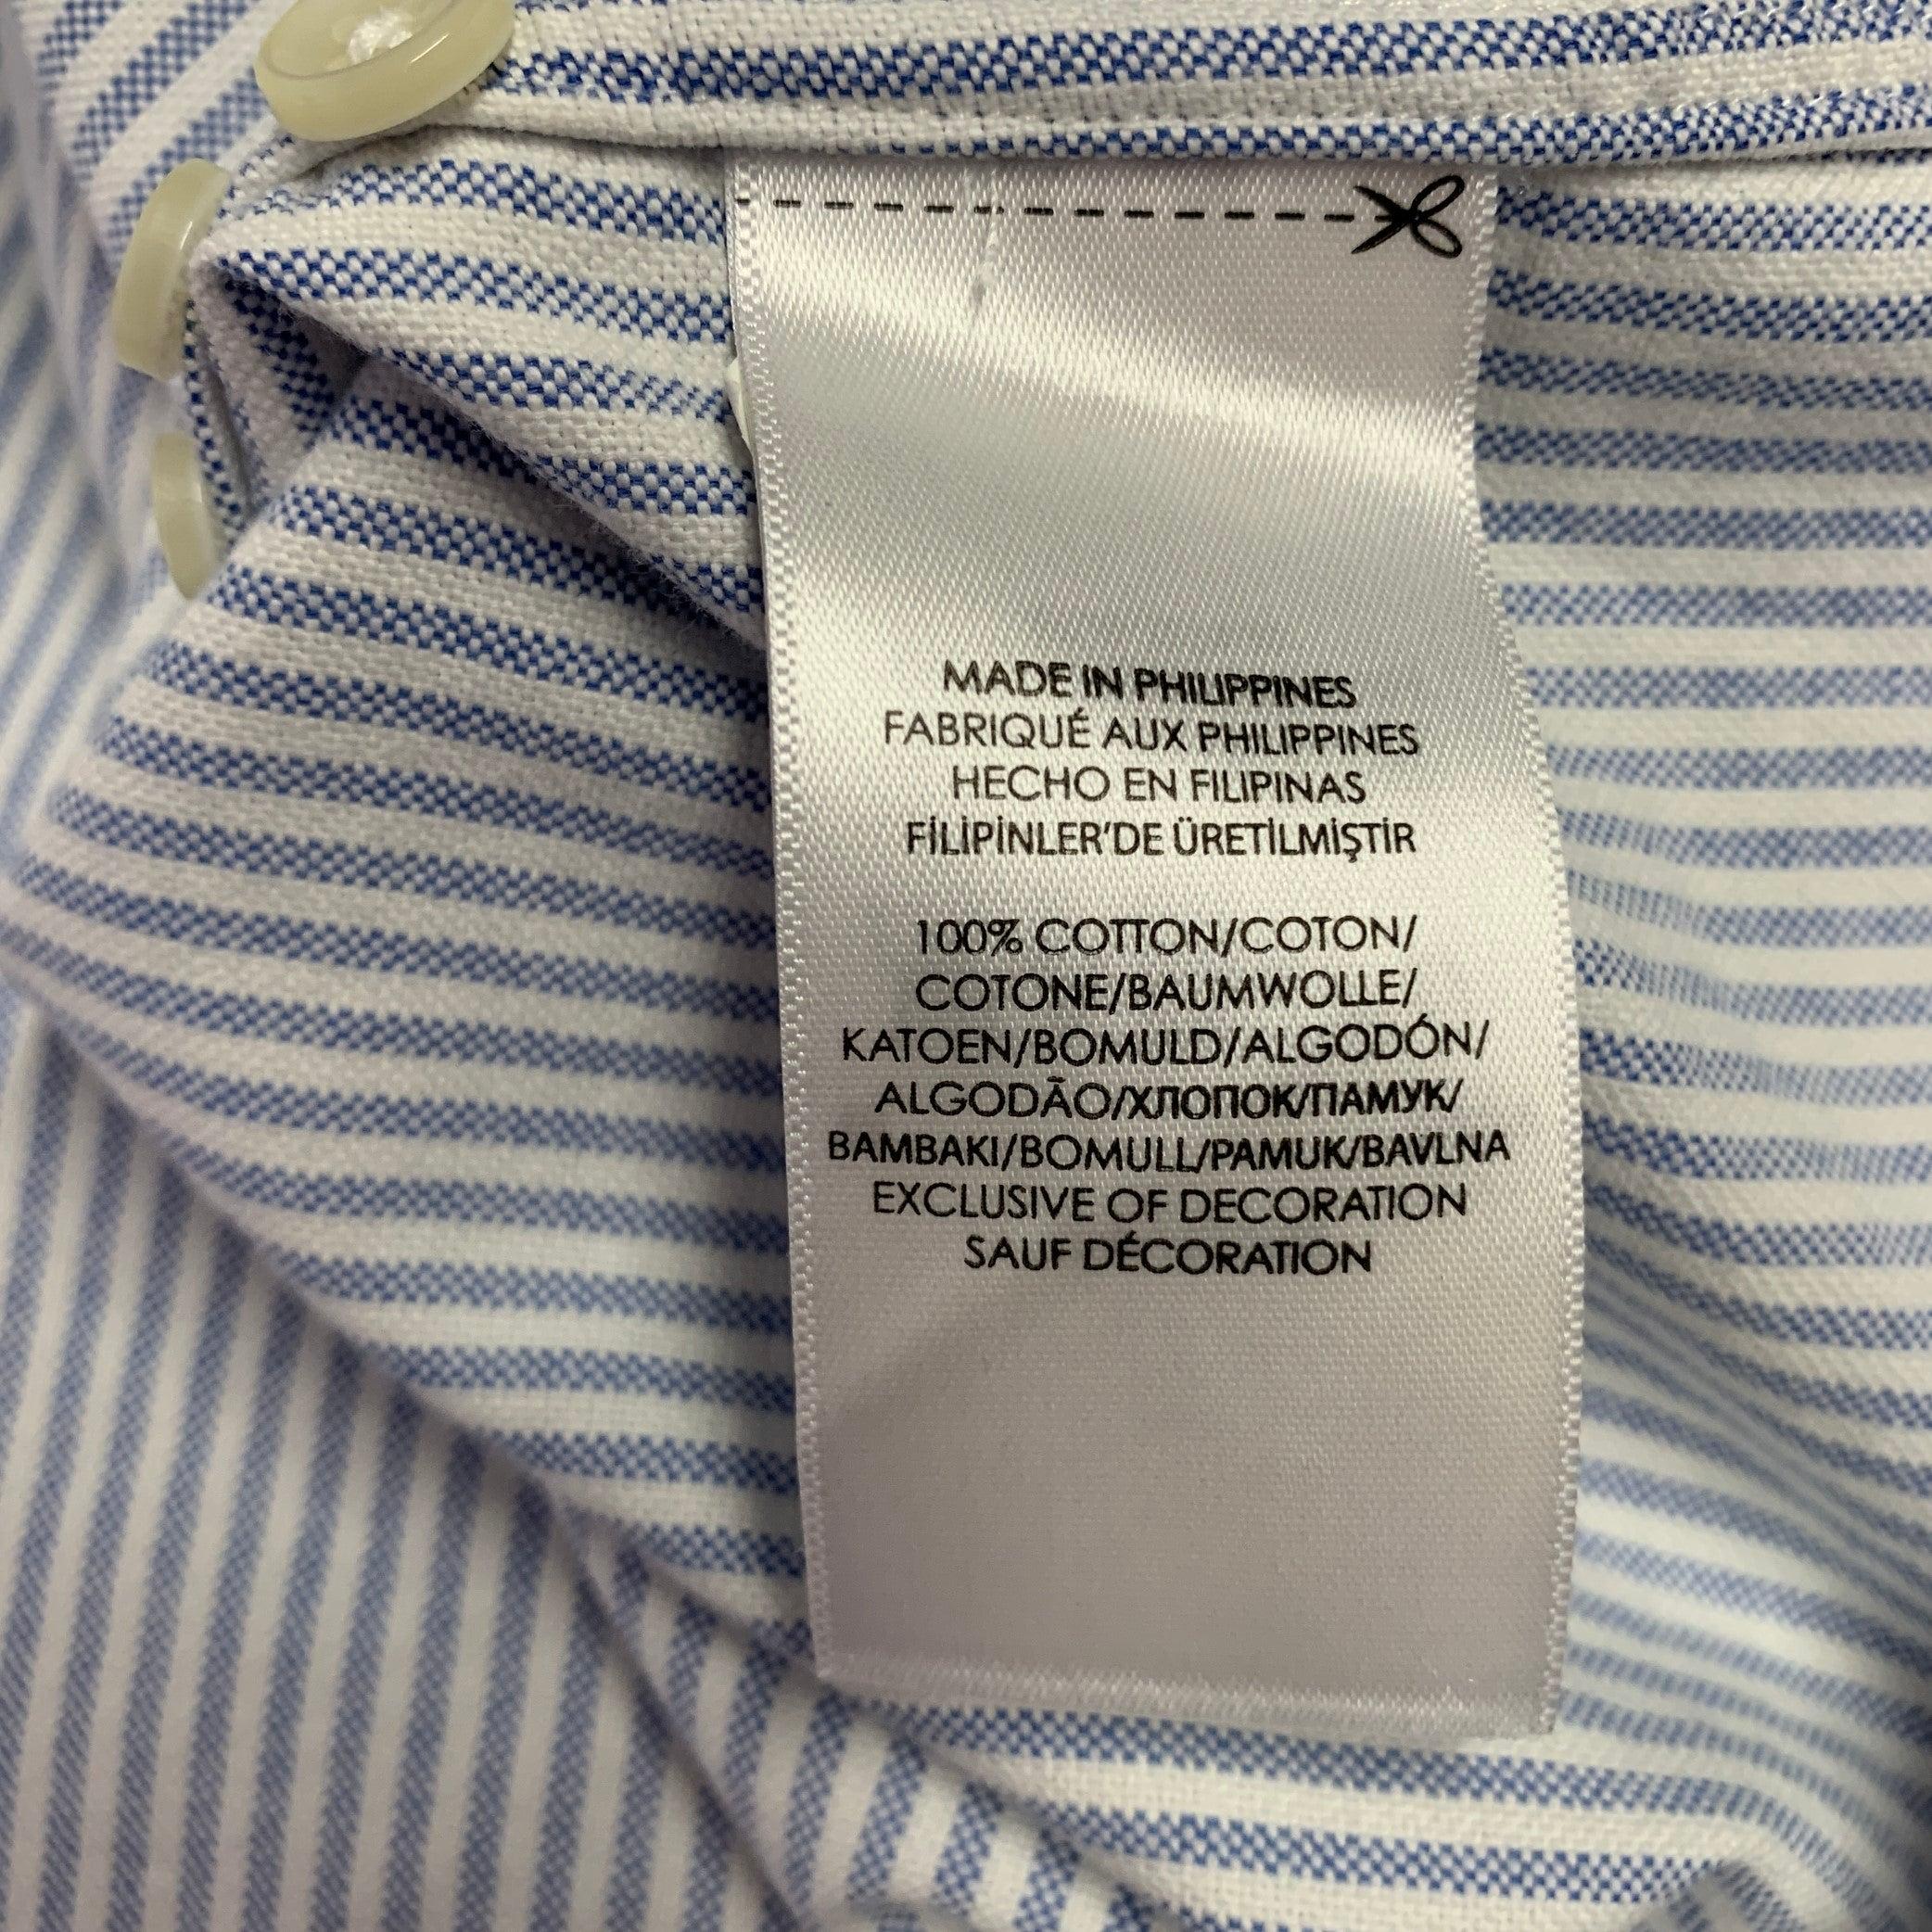 MADE IN PHILIPPINES
FABRIQUÉ AUX PHILIPPINES
HECHO EN FILIPINAS
FİLİPİNLER'DE ÜRETİLMİŞTİR
100% COTTON/COTON/
COTONE/BAUMWOLLE/
KATOEN/BOMULD/ALGODÓN/
ALGODÃO/ХЛОПОК/ПАМУК/
BAMBAKI/BOMULL/PAMUK/BAVLNA
EXCLUSIVE OF DECORATION
SAUF DÉCORATION